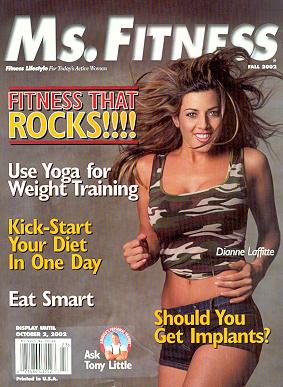 Ms. FITNESS
Fitness Lifestyle For Today's Active Women
FALL 2002
FITNESS THAT
ROCKS!!!!
Use Yoga for
Weight Training
Kick-Start
Your Diet
In One Day
Eat Smart
Dianne Laffitte
Should You
Get Implants?
DISPLAY UNTIL
OCTOBER 2, 2002
Printed in U.S.A.
Ask
Tony Little